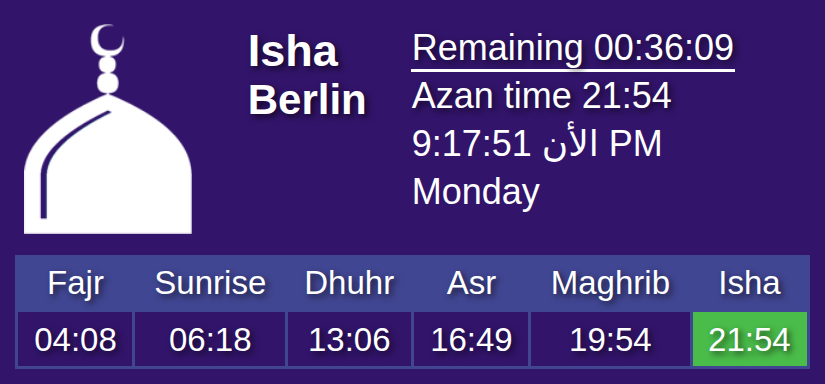 Isha
Berlin
Remaining 00:36:09
Azan time 21:54
9:17:51 الأن PM
Monday
Fajr Sunrise Dhuhr Asr Maghrib Isha
04:08 06:18 13:06 16:49 19:54 21:54